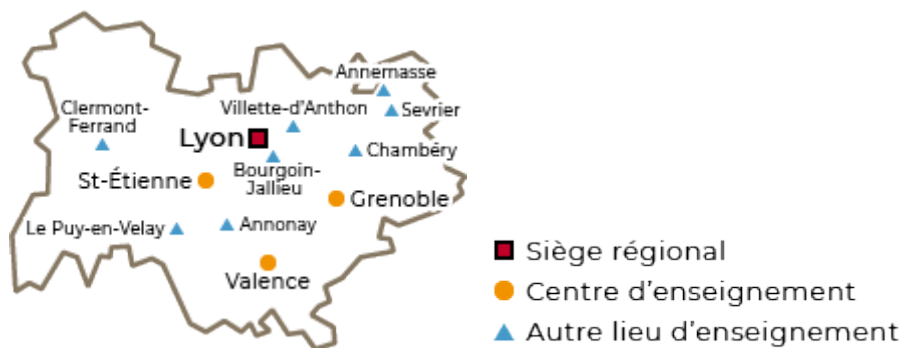 Annernasse
Clermont-
Ferrand
Villette-d'Anthon
Sevrier
Lyon
Chambéry
Bourgoin-
Jallieu
St-Étienne
Grenoble
Le Puy-en-Velay
Annonay
Valence
Siège régional
Centre d'enseignement
Autre lieu d'enseignement